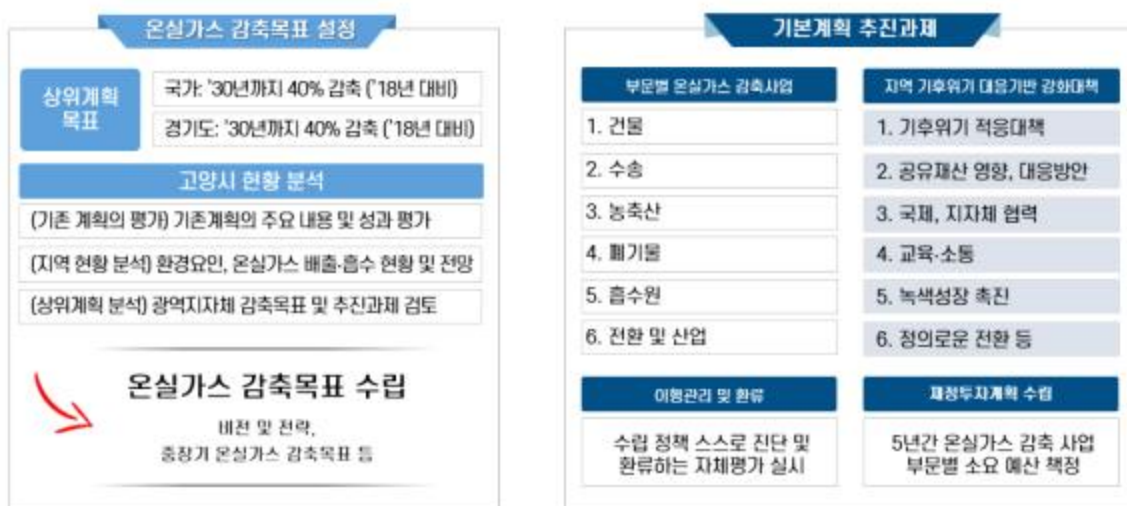 온실가스 감축목표 설정
상위계획
목표
국가: '30년까지 40% 감축 ('18년 대비)
경기도: '30년까지 40% 감축 ('18년 대비)
고양시 현황 분석
(기존 계획의 평가) 기존계획의 주요 내용 및 성과 평가
(지역 현황 분석) 환경요인, 온실가스 배출·흡수 현황 및 전망
(상위계획 분석) 광역지자체 감축목표 및 추진과제 검토
온실가스 감축목표 수립
비전 및 전략,
중장기 온실가스 감축목표 등
기본계획 추진과제
부문별 온실가스 감축사업
1. 건물
2. 수송
3. 농축산
4. 폐기물
5. 흡수원
6. 전환 및 산업
지역 기후위기 대응기반 강화대책
1. 기후위기 적응대책
2. 공유재산 영향, 대응방안
3. 국제, 지자체 협력
4. 교육·소통
5. 녹색성장 촉진
6. 정의로운 전환 등
이행관리 및 환류
수립 정책 스스로 진단 및
환류하는 자체평가 실시
재정투자계획 수립
5년간 온실가스 감축 사업
부문별 소요 예산 책정